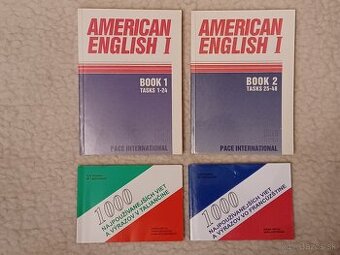 AMERICAN
ENGLISH I
BOOK 1
TASKS 1-24
PACE INTERNATIONAL
AMERICAN
ENGLISH I
BOOK 2
TASKS 25-48
PACE INTERNATIONAL
1000
NAJPOUŽÍVANEJŠÍCH VIET
A VÝRAZOV V TALIANČINE
1000
NAJPOUŽÍVANEJŠÍCH VIET
A VÝRAZOV VO FRANCÚZŠTINE